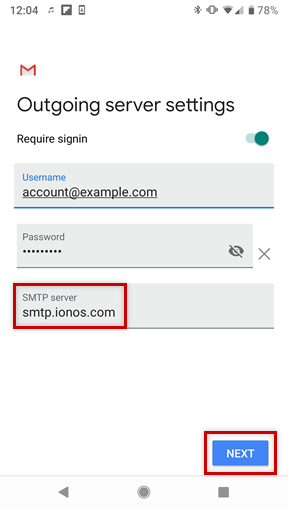 12:04
78%
Outgoing server settings
Require signin
Username
account@example.com
Password
•••••••••
SMTP server
smtp.ionos.com
NEXT